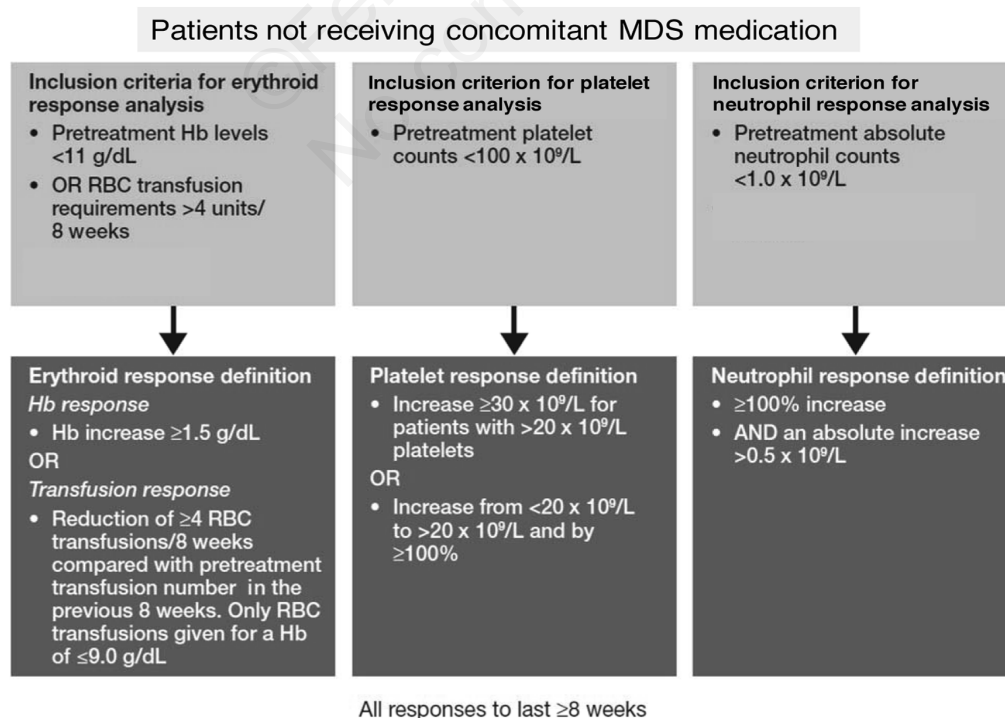 Patients not receiving concomitant MDS medication
Inclusion criteria for erythroid
response analysis
• Pretreatment Hb levels
<11 g/dL
• OR RBC transfusion
requirements >4 units/
8 weeks
Inclusion criterion for platelet
response analysis
• Pretreatment platelet
counts <100 x 10⁹/L
Inclusion criterion for
neutrophil response analysis
• Pretreatment absolute
neutrophil counts
<1.0 x 10⁹/L
Erythroid response definition
Hb response
• Hb increase ≥1.5 g/dL
OR
Transfusion response
• Reduction of ≥4 RBC
transfusions/8 weeks
compared with pretreatment
transfusion number in the
previous 8 weeks. Only RBC
transfusions given for a Hb
of ≤9.0 g/dL
Platelet response definition
• Increase ≥30 x 10⁹/L for
patients with >20 x 10⁹/L
platelets
OR
• Increase from <20 x 10⁹/L
to >20 x 10⁹/L and by
≥100%
Neutrophil response definition
• ≥100% increase
• AND an absolute increase
>0.5 x 10⁹/L
All responses to last ≥8 weeks